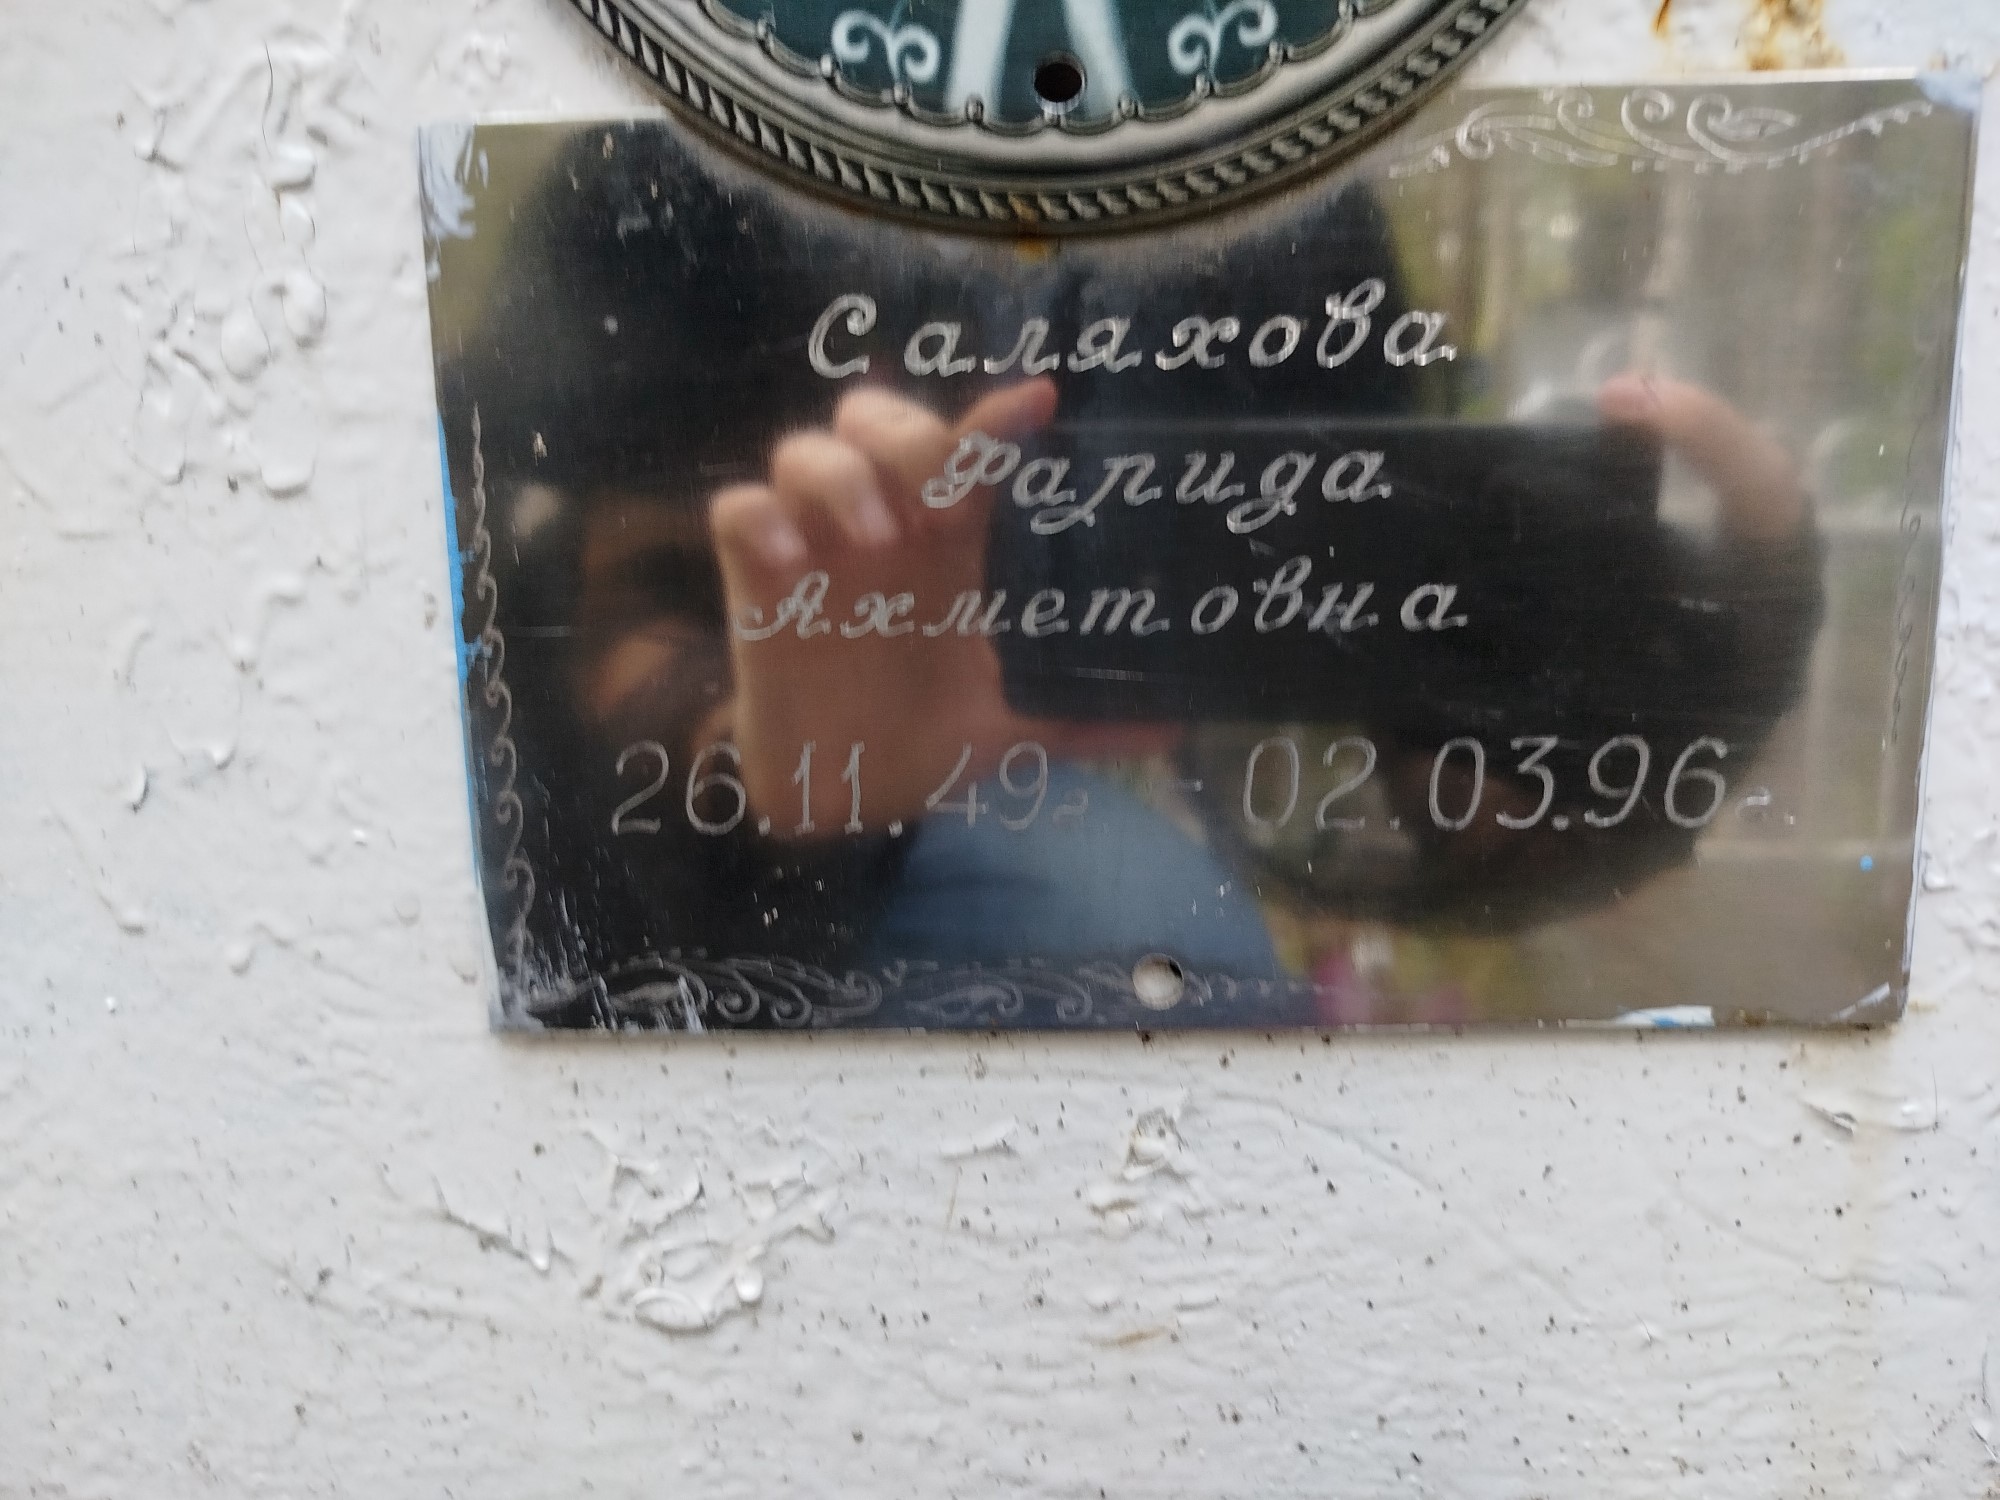 Саляхова
Фарида
Ахметовна
26.11.49г - 02.03.96г.